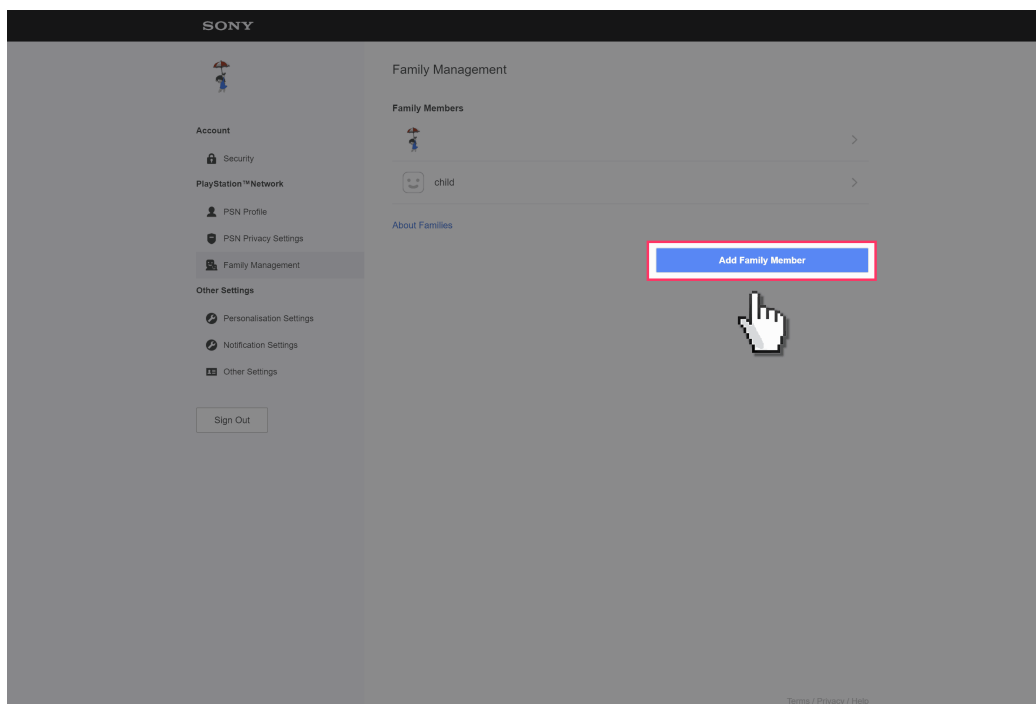 SONY
Account
Security
PlayStation™Network
PSN Profile
PSN Privacy Settings
Family Management
Other Settings
Personalisation Settings
Notification Settings
Other Settings
Sign Out
Family Management
Family Members
child
About Families
Add Family Member
Terms / Privacy / Help